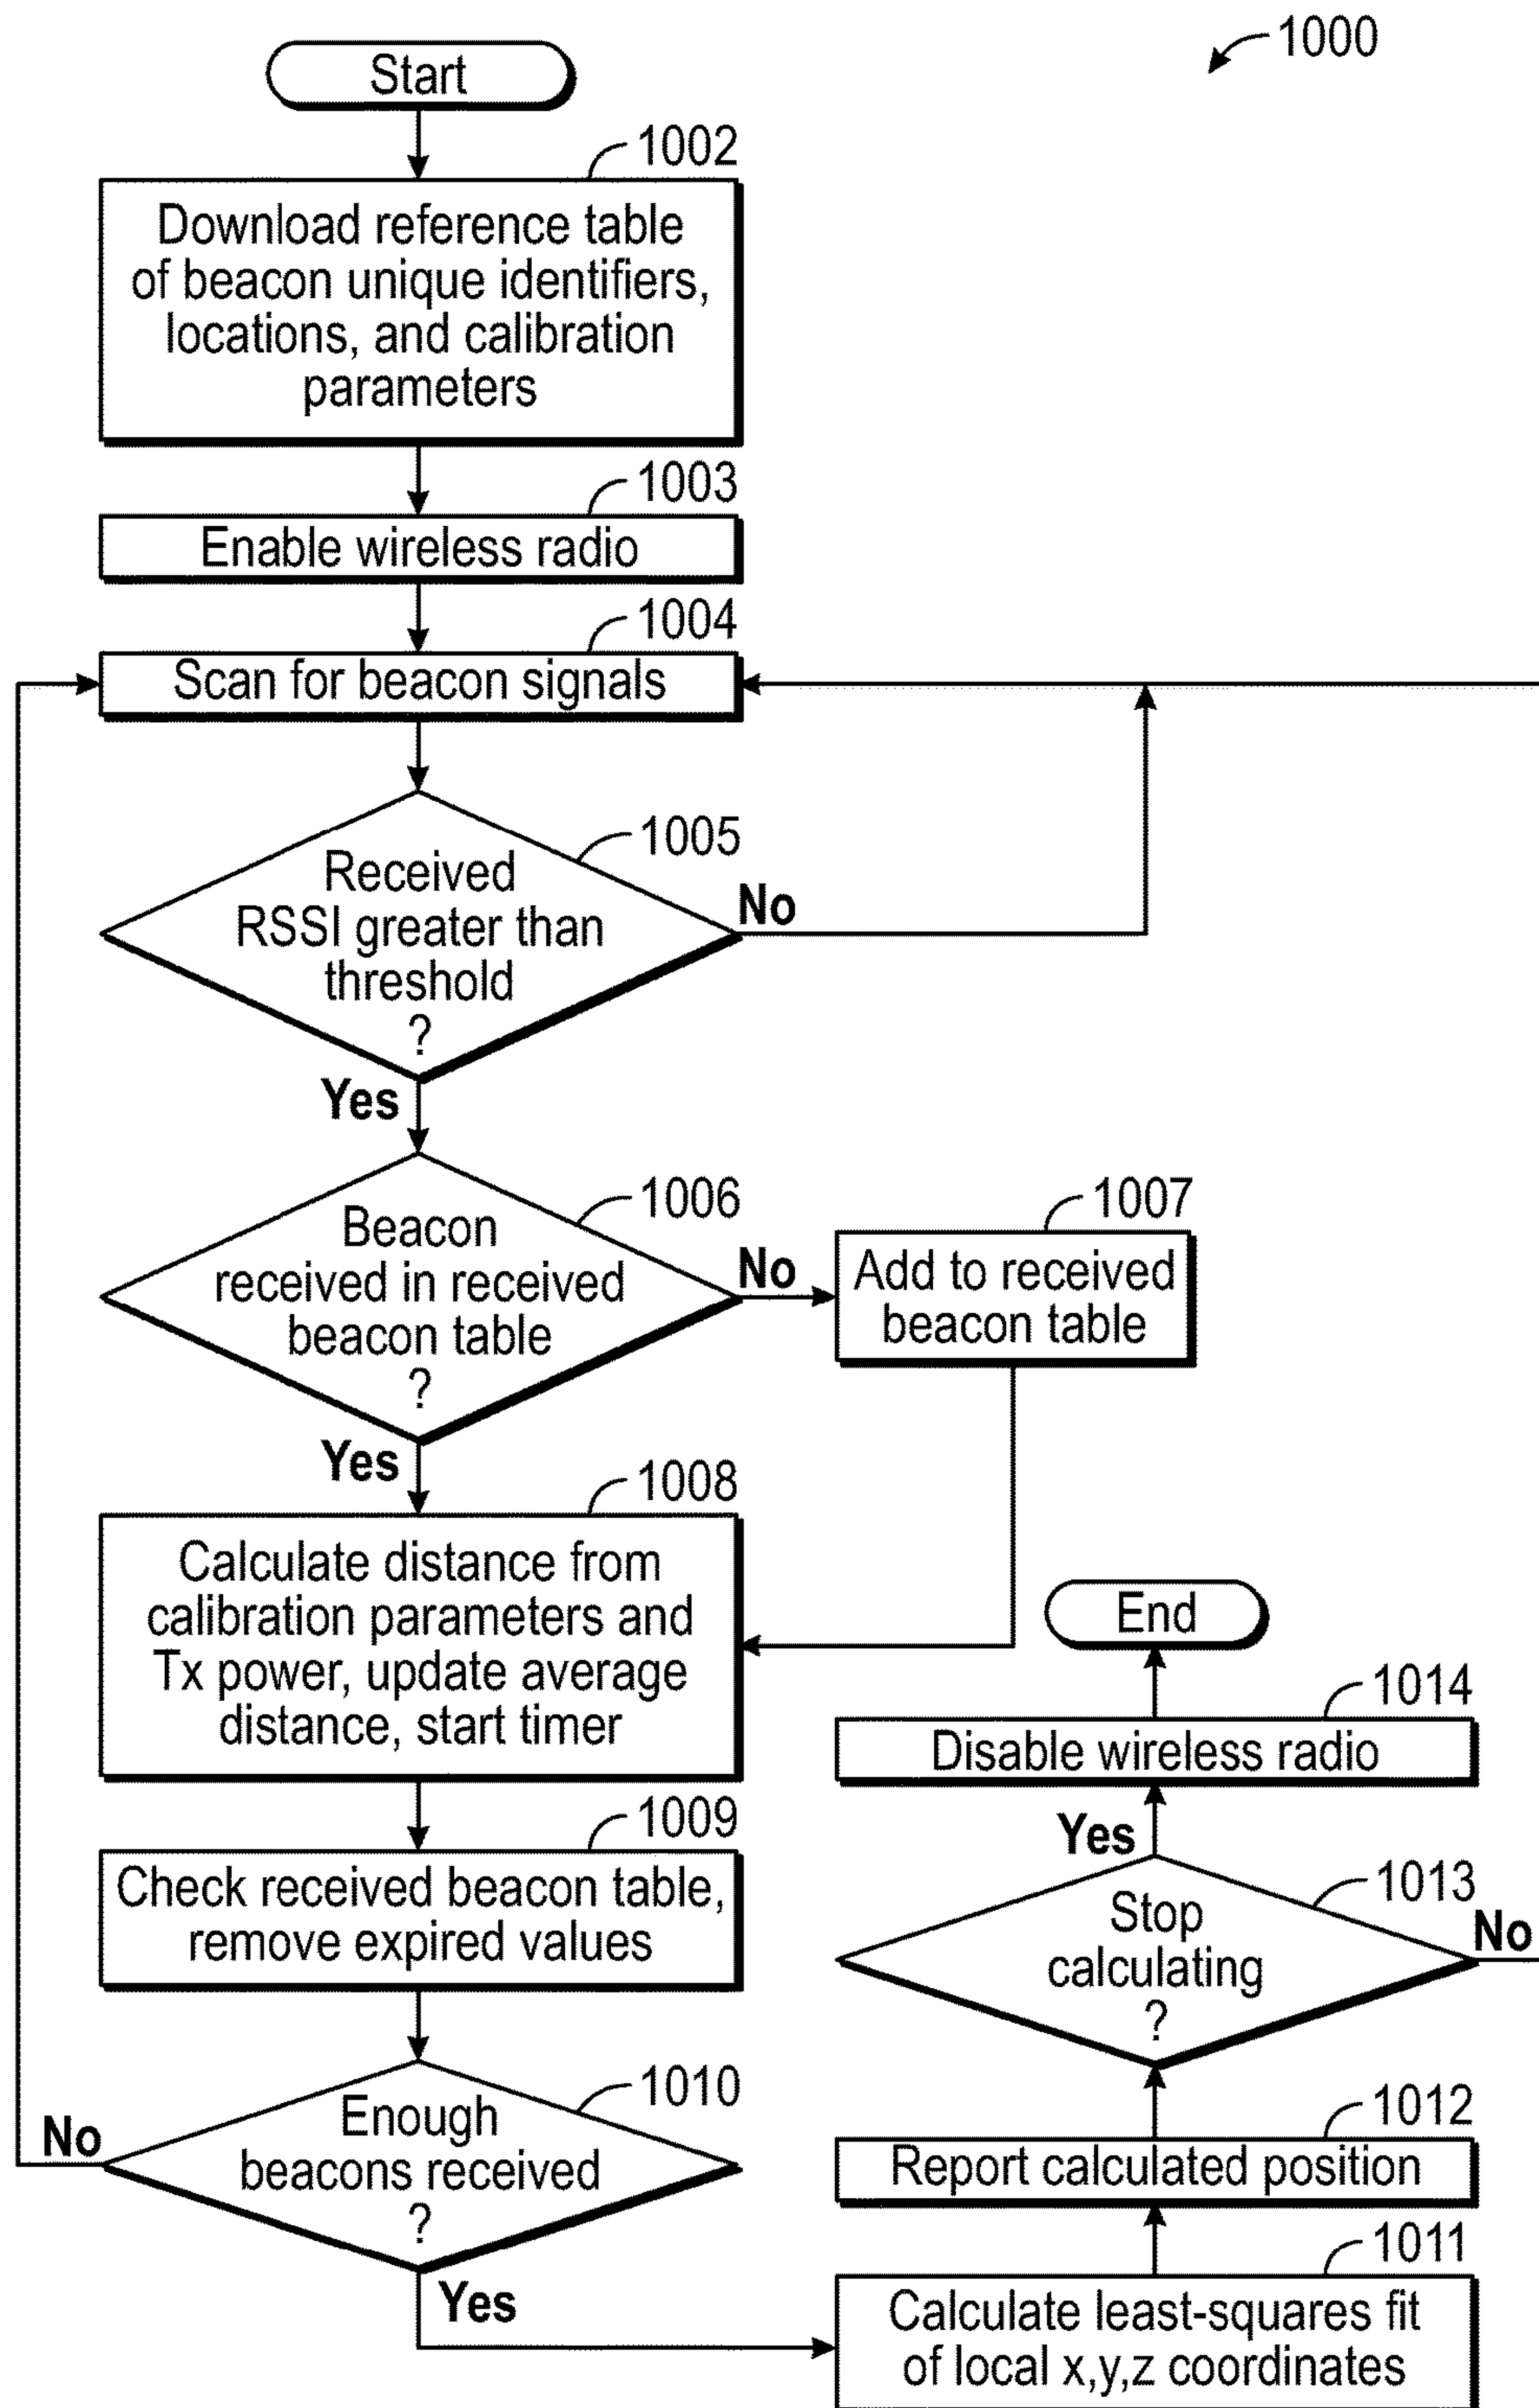 1000
Start
1002
Download reference table
of beacon unique identifiers,
locations, and calibration
parameters
1003
Enable wireless radio
1004
Scan for beacon signals
1005
Received
RSSI greater than
threshold
?
No
Yes
1006
Beacon
received in received
beacon table
?
No
1007
Add to received
beacon table
Yes
1008
Calculate distance from
calibration parameters and
Tx power, update average
distance, start timer
1009
Check received beacon table,
remove expired values
1010
Enough
beacons received
?
No
Yes
1011
Calculate least-squares fit
of local x,y,z coordinates
1012
Report calculated position
1013
Stop
calculating
?
No
Yes
1014
Disable wireless radio
End